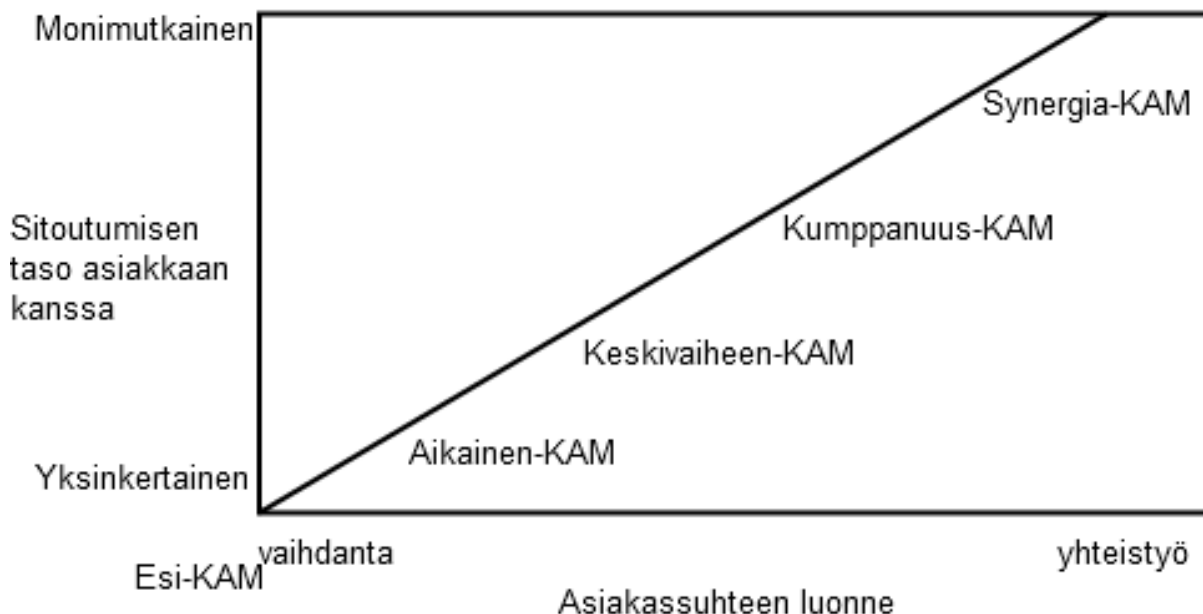 Monimutkainen
Synergia-KAM
Sitoutumisen
taso asiakkaan
kanssa
Kumppanuus-KAM
Keskivaiheen-KAM
Aikainen-KAM
Yksinkertainen
vaihdanta
yhteistyö
Esi-KAM
Asiakassuhteen luonne